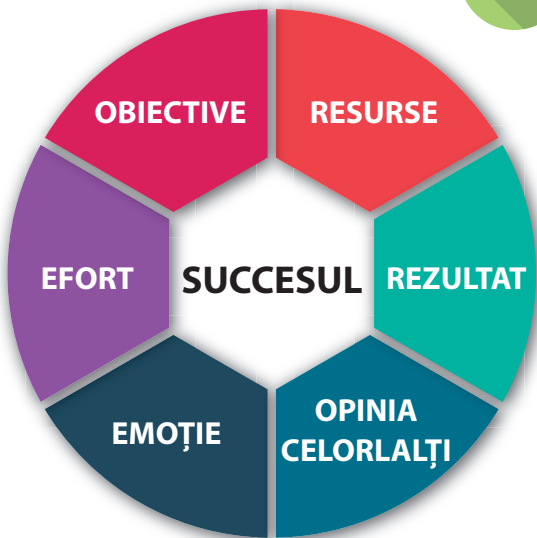 OBIECTIVE
RESURSE
EFORT
SUCCESUL
REZULTAT
EMOȚIE
OPINIA
CELORLALȚI